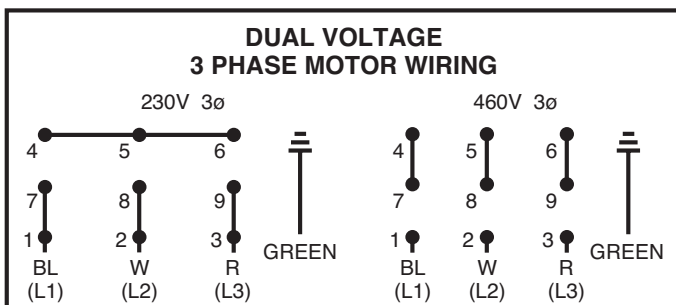 DUAL VOLTAGE
3 PHASE MOTOR WIRING
230V 3ø
460V 3ø
4 5 6
4 5 6
7 8 9
7 8 9
1 2 3
GREEN
1 2 3
GREEN
BL W R
BL W R
(L1) (L2) (L3)
(L1) (L2) (L3)